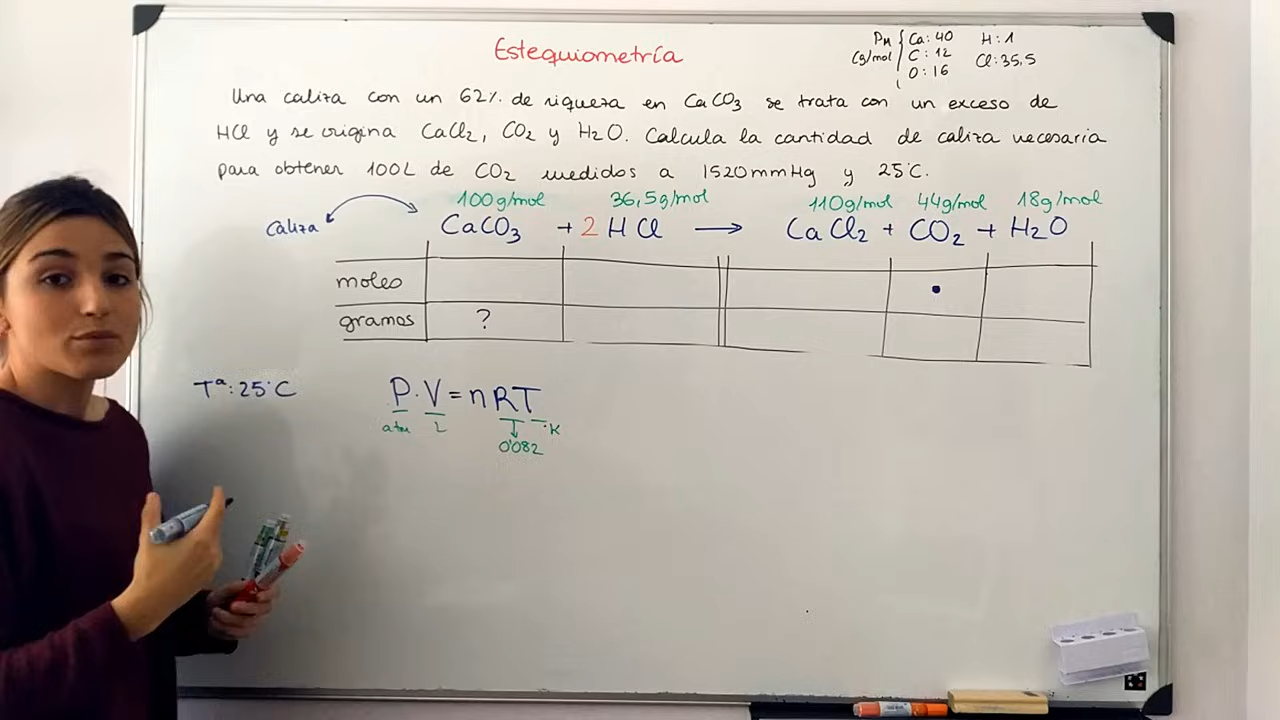 Estequiometría
PM (g/mol) { Ca: 40 H: 1
C: 12 Cl: 35,5
O: 16
Una caliza con un 62% de riqueza en CaCO3 se trata con un exceso de
HCl y se origina CaCl2, CO2 y H2O. Calcula la cantidad de caliza necesaria
para obtener 100L de CO2 medidos a 1520mmHg y 25°C.
100g/mol 36,5g/mol 110g/mol 44g/mol 18g/mol
Caliza CaCO3 + 2 HCl → CaCl2 + CO2 + H2O
moles
gramos ?
Tª: 25°C P·V = nRT
atm L K
0'082